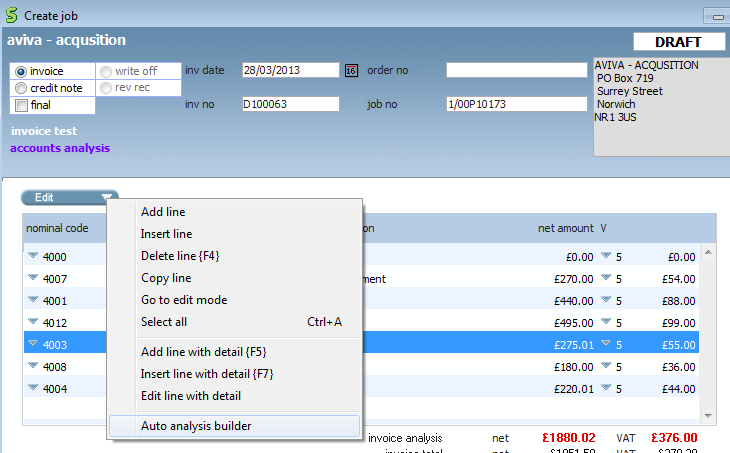 Create job
aviva - acqusition
DRAFT
invoice
write off
credit note
rev rec
final
inv date 28/03/2013 16 order no
inv no D100063 job no 1/00P10173
AVIVA - ACQUSITION
PO Box 719
Surrey Street
Norwich
NR1 3US
invoice test
accounts analysis
Edit
Add line
Insert line
Delete line {F4}
Copy line
Go to edit mode
Select all Ctrl+A
Add line with detail {F5}
Insert line with detail {F7}
Edit line with detail
Auto analysis builder
nominal code on net amount V
4000 £0.00 5 £0.00
4007 ment £270.00 5 £54.00
4001 £440.00 5 £88.00
4012 £495.00 5 £99.00
4003 £275.01 5 £55.00
4008 £180.00 5 £36.00
4004 £220.01 5 £44.00
invoice analysis net £1880.02 VAT £376.00